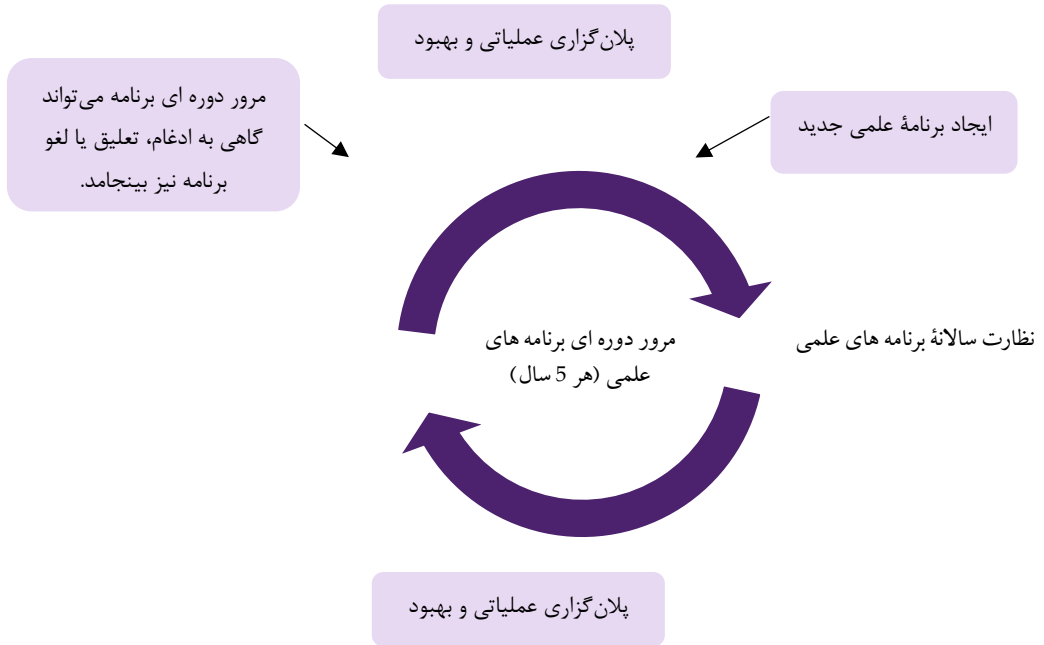 پلان‌گزاری عملیاتی و بهبود
مرور دوره ای برنامه می‌تواند
گاهی به ادغام، تعلیق یا لغو
برنامه نیز بینجامد.
ایجاد برنامۀ علمی جدید
نظارت سالانۀ برنامه های علمی
مرور دوره ای برنامه های
علمی (هر 5 سال)
پلان‌گزاری عملیاتی و بهبود